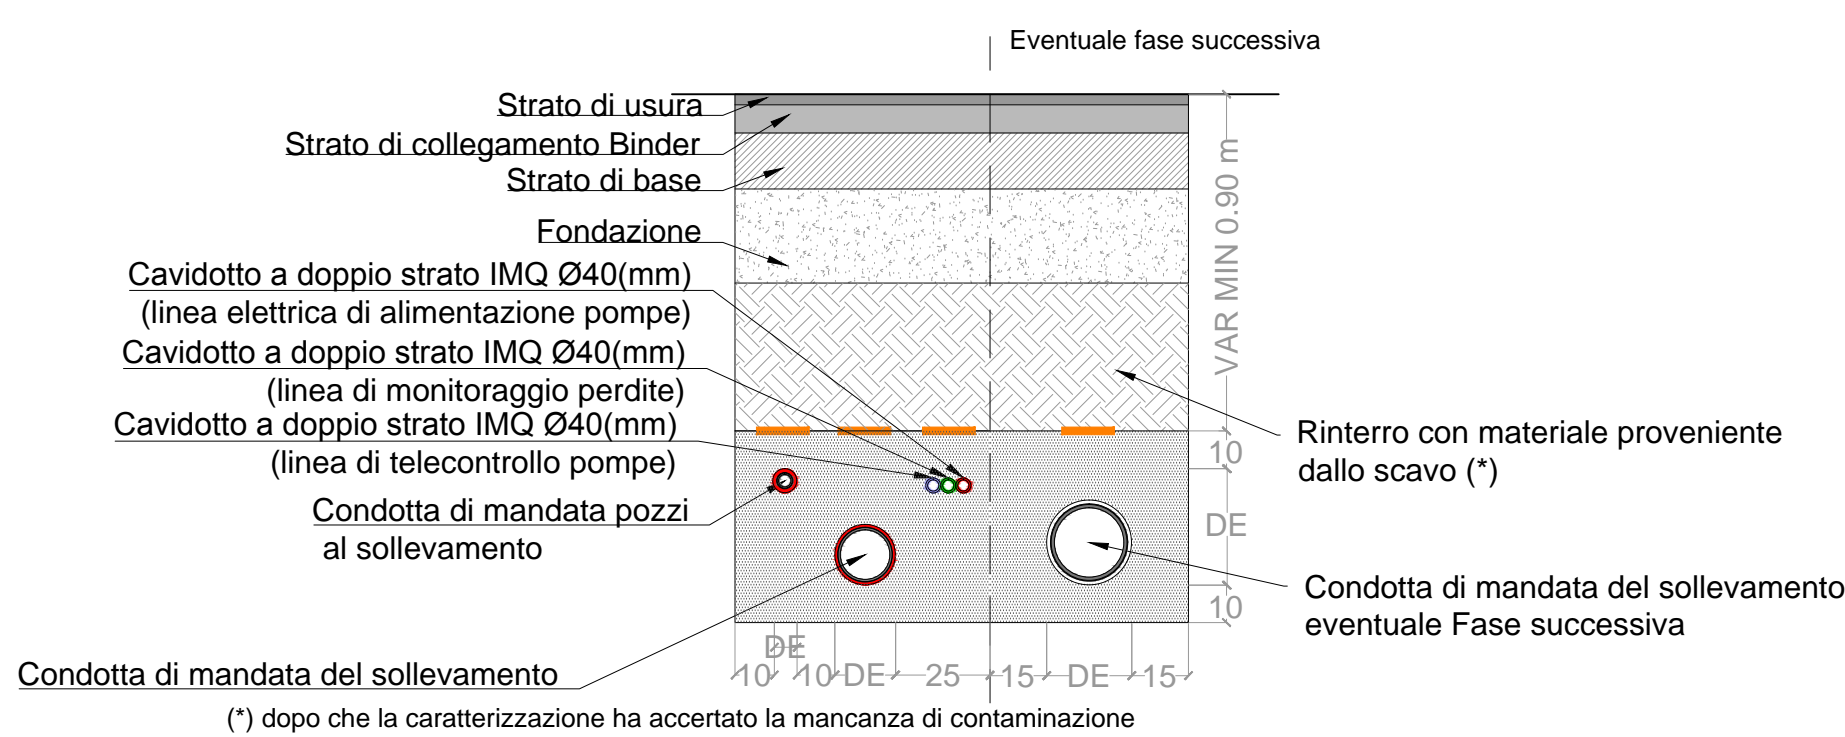 Eventuale fase successiva
Strato di usura
Strato di collegamento Binder
Strato di base
Fondazione
Cavidotto a doppio strato IMQ Ø40(mm)
(linea elettrica di alimentazione pompe)
Cavidotto a doppio strato IMQ Ø40(mm)
(linea di monitoraggio perdite)
Cavidotto a doppio strato IMQ Ø40(mm)
(linea di telecontrollo pompe)
Condotta di mandata pozzi
al sollevamento
Condotta di mandata del sollevamento
VAR MIN 0.90 m
10
DE
10
Rinterro con materiale proveniente
dallo scavo (*)
Condotta di mandata del sollevamento
eventuale Fase successiva
DE
10 10 DE 25 15 DE 15
(*) dopo che la caratterizzazione ha accertato la mancanza di contaminazione